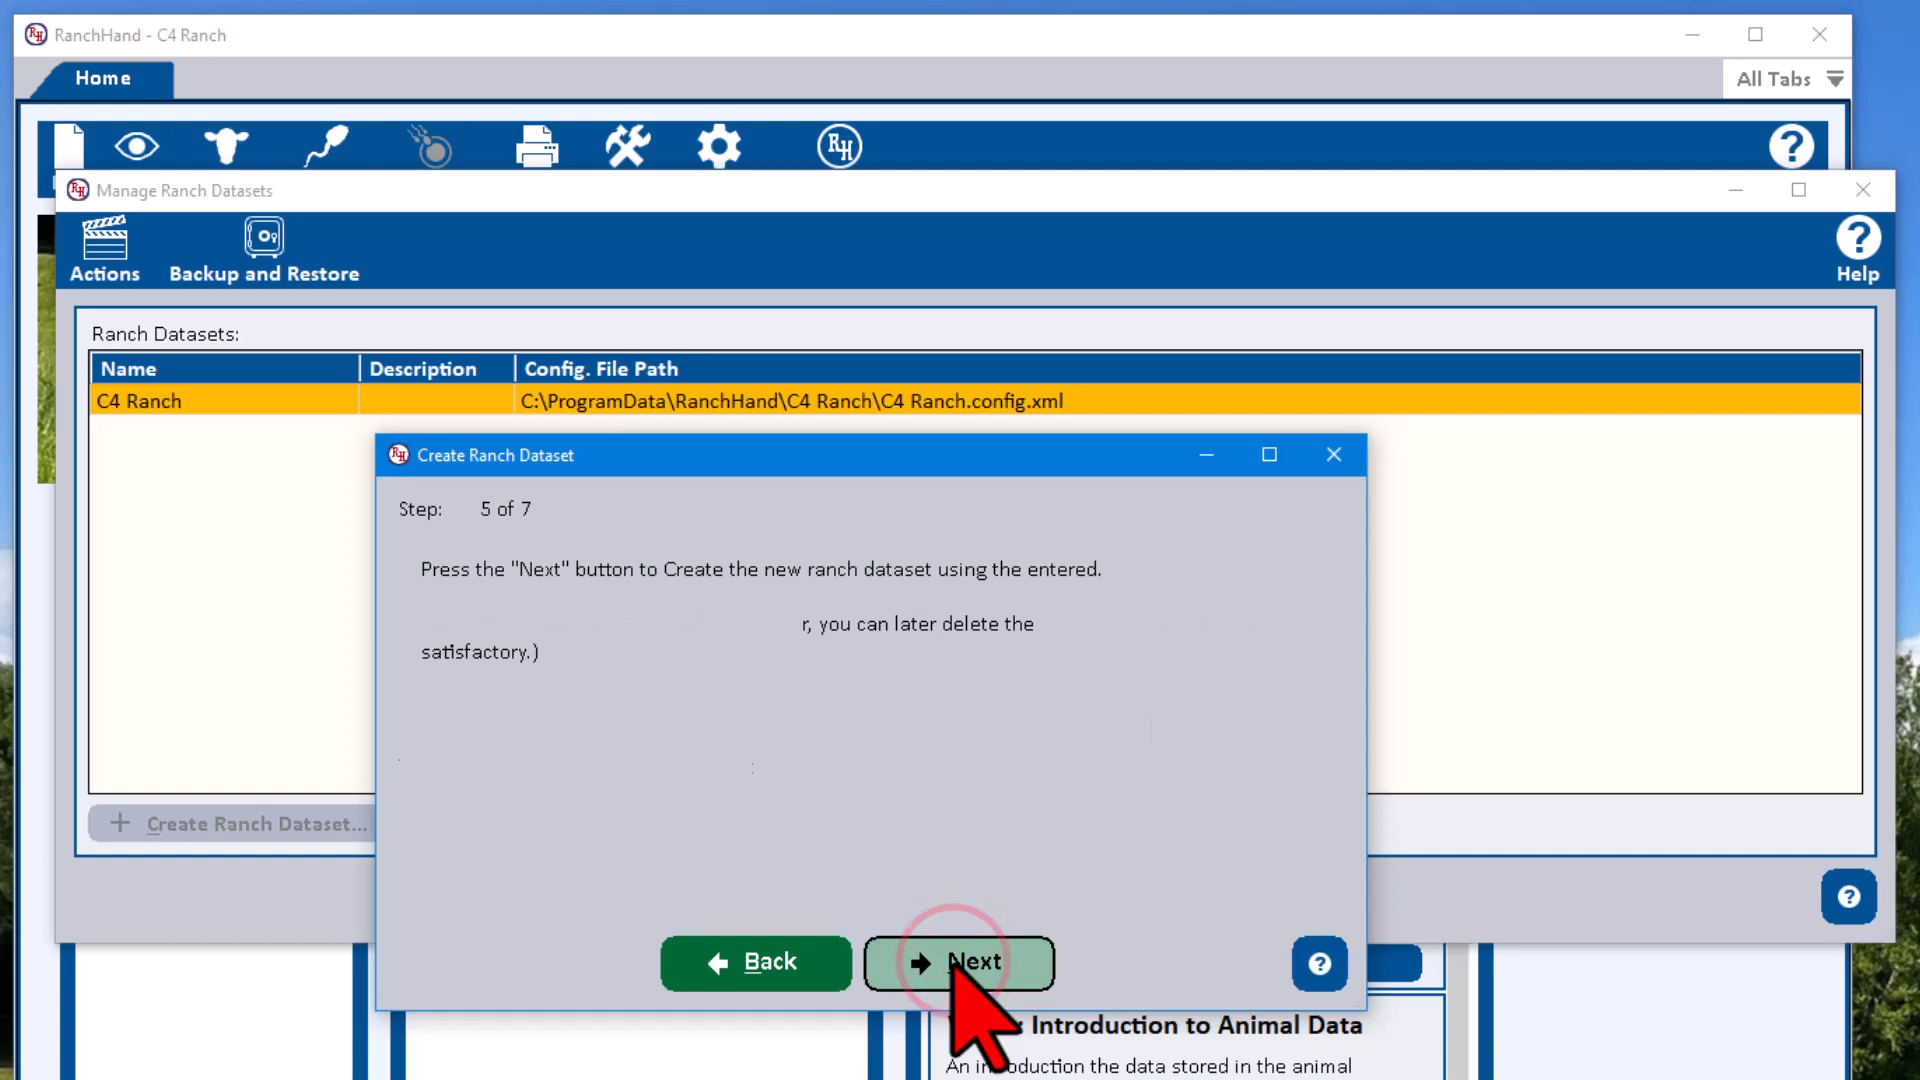 RanchHand - C4 Ranch
Home
All Tabs
Manage Ranch Datasets
Actions
Backup and Restore
Help
Ranch Datasets:
Name Description Config. File Path
C4 Ranch C:\ProgramData\RanchHand\C4 Ranch\C4 Ranch.config.xml
Create Ranch Dataset
Step: 5 of 7
Press the "Next" button to Create the new ranch dataset using the entered.
r, you can later delete the
satisfactory.)
Create Ranch Dataset...
Back
Next
: Introduction to Animal Data
An introduction the data stored in the animal